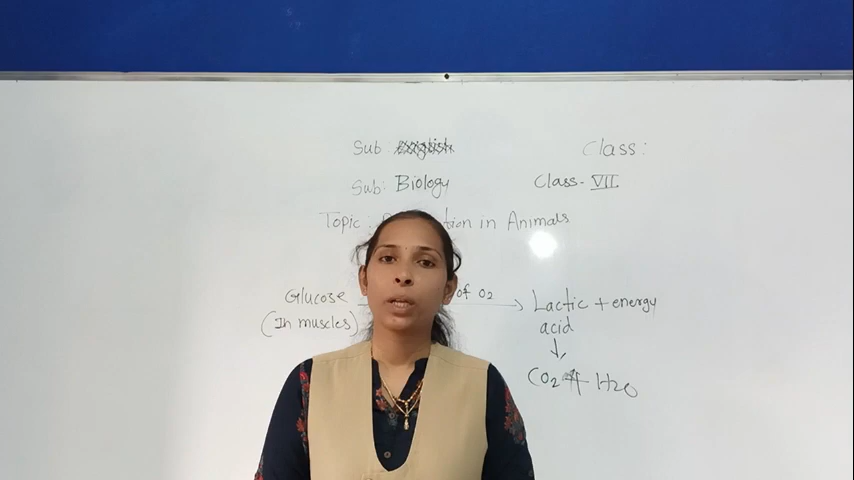 Sub English Class:
Sub: Biology Class- VII
Topic: tion in Animals
Glucose of O2 → Lactic + energy
(In muscles) acid
↓
CO2 + H2O